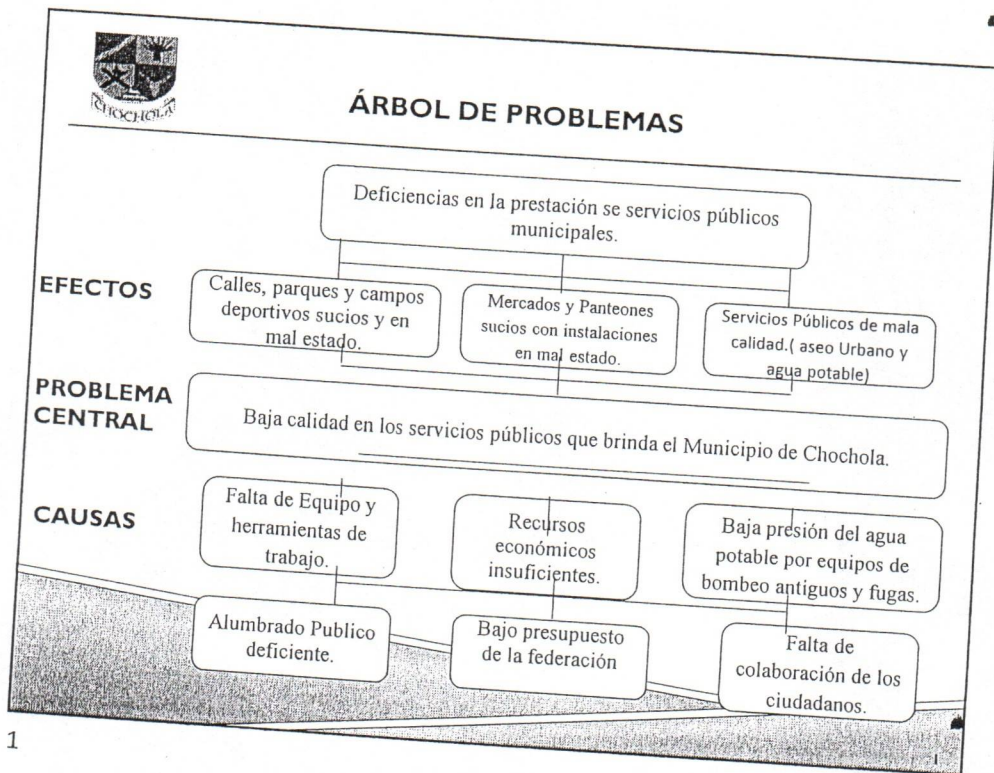 CHOCHOLÁ
ÁRBOL DE PROBLEMAS
Deficiencias en la prestación se servicios públicos
municipales.
EFECTOS
Calles, parques y campos
deportivos sucios y en
mal estado.
Mercados y Panteones
sucios con instalaciones
en mal estado.
Servicios Públicos de mala
calidad.( aseo Urbano y
agua potable)
PROBLEMA
CENTRAL
Baja calidad en los servicios públicos que brinda el Municipio de Chochola.
CAUSAS
Falta de Equipo y
herramientas de
trabajo.
Recursos
económicos
insuficientes.
Baja presión del agua
potable por equipos de
bombeo antiguos y fugas.
Alumbrado Publico
deficiente.
Bajo presupuesto
de la federación
Falta de
colaboración de los
ciudadanos.
1
1